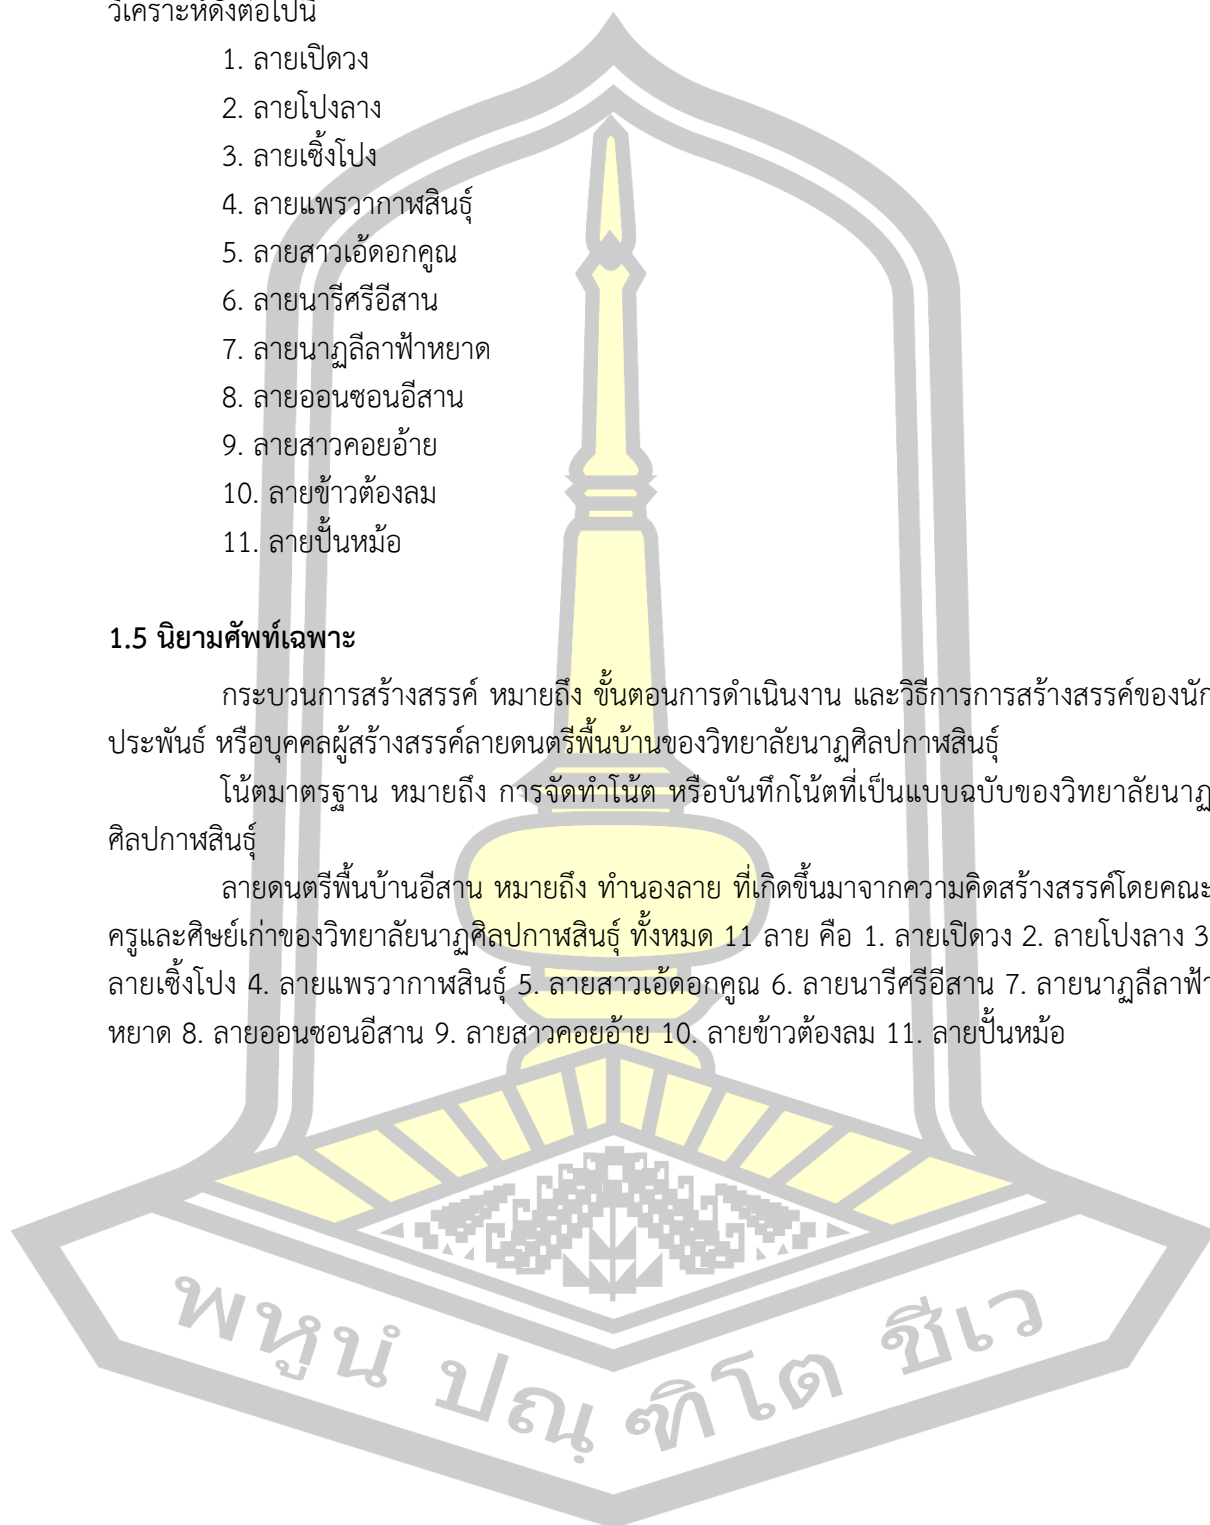 วิเคราะห์ดังต่อไปนี้
1. ลายเปิดวง
2. ลายโปงลาง
3. ลายเซิ้งโปง
4. ลายแพรวากาฬสินธุ์
5. ลายสาวเอ้ดอกคูณ
6. ลายนารีศรีอีสาน
7. ลายนาฏลีลาฟ้าหยาด
8. ลายออนซอนอีสาน
9. ลายสาวคอยอ้าย
10. ลายข้าวต้องลม
11. ลายปั้นหม้อ
1.5 นิยามศัพท์เฉพาะ
กระบวนการสร้างสรรค์ หมายถึง ขั้นตอนการดำเนินงาน และวิธีการการสร้างสรรค์ของนัก
ประพันธ์ หรือบุคคลผู้สร้างสรรค์ลายดนตรีพื้นบ้านของวิทยาลัยนาฏศิลปกาฬสินธุ์
โน้ตมาตรฐาน หมายถึง การจัดทำโน้ต หรือบันทึกโน้ตที่เป็นแบบฉบับของวิทยาลัยนาฏ
ศิลปกาฬสินธุ์
ลายดนตรีพื้นบ้านอีสาน หมายถึง ทำนองลาย ที่เกิดขึ้นมาจากความคิดสร้างสรรค์โดยคณะ
ครูและศิษย์เก่าของวิทยาลัยนาฏศิลปกาฬสินธุ์ ทั้งหมด 11 ลาย คือ 1. ลายเปิดวง 2. ลายโปงลาง 3
ลายเซิ้งโปง 4. ลายแพรวากาฬสินธุ์ 5. ลายสาวเอ้ดอกคูณ 6. ลายนารีศรีอีสาน 7. ลายนาฏลีลาฟ้า
หยาด 8. ลายออนซอนอีสาน 9. ลายสาวคอยอ้าย 10. ลายข้าวต้องลม 11. ลายปั้นหม้อ
พหูนํ ปณฺฑิโต ชีเว